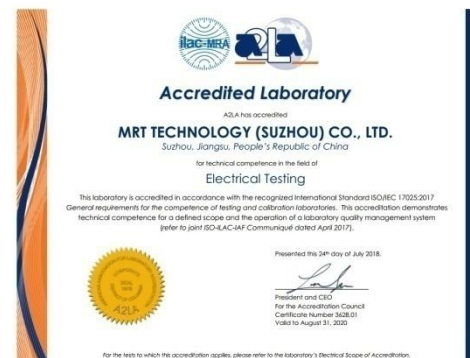 ilac-MRA
A2LA
Accredited Laboratory
A2LA has accredited
MRT TECHNOLOGY (SUZHOU) CO., LTD.
Suzhou, Jiangsu, People's Republic of China
for technical competence in the field of
Electrical Testing
This laboratory is accredited in accordance with the recognized International Standard ISO/IEC 17025:2017
General requirements for the competence of testing and calibration laboratories. This accreditation demonstrates
technical competence for a defined scope and the operation of a laboratory quality management system
(refer to joint ISO-ILAC-IAF Communiqué dated April 2017).
Presented this 24th day of July 2018.
President and CEO
For the Accreditation Council
Certificate Number 3628.01
Valid to August 31, 2020
CORPORATE
SEAL
1978
A2LA
For the tests to which this accreditation applies, please refer to the laboratory's Electrical Scope of Accreditation.